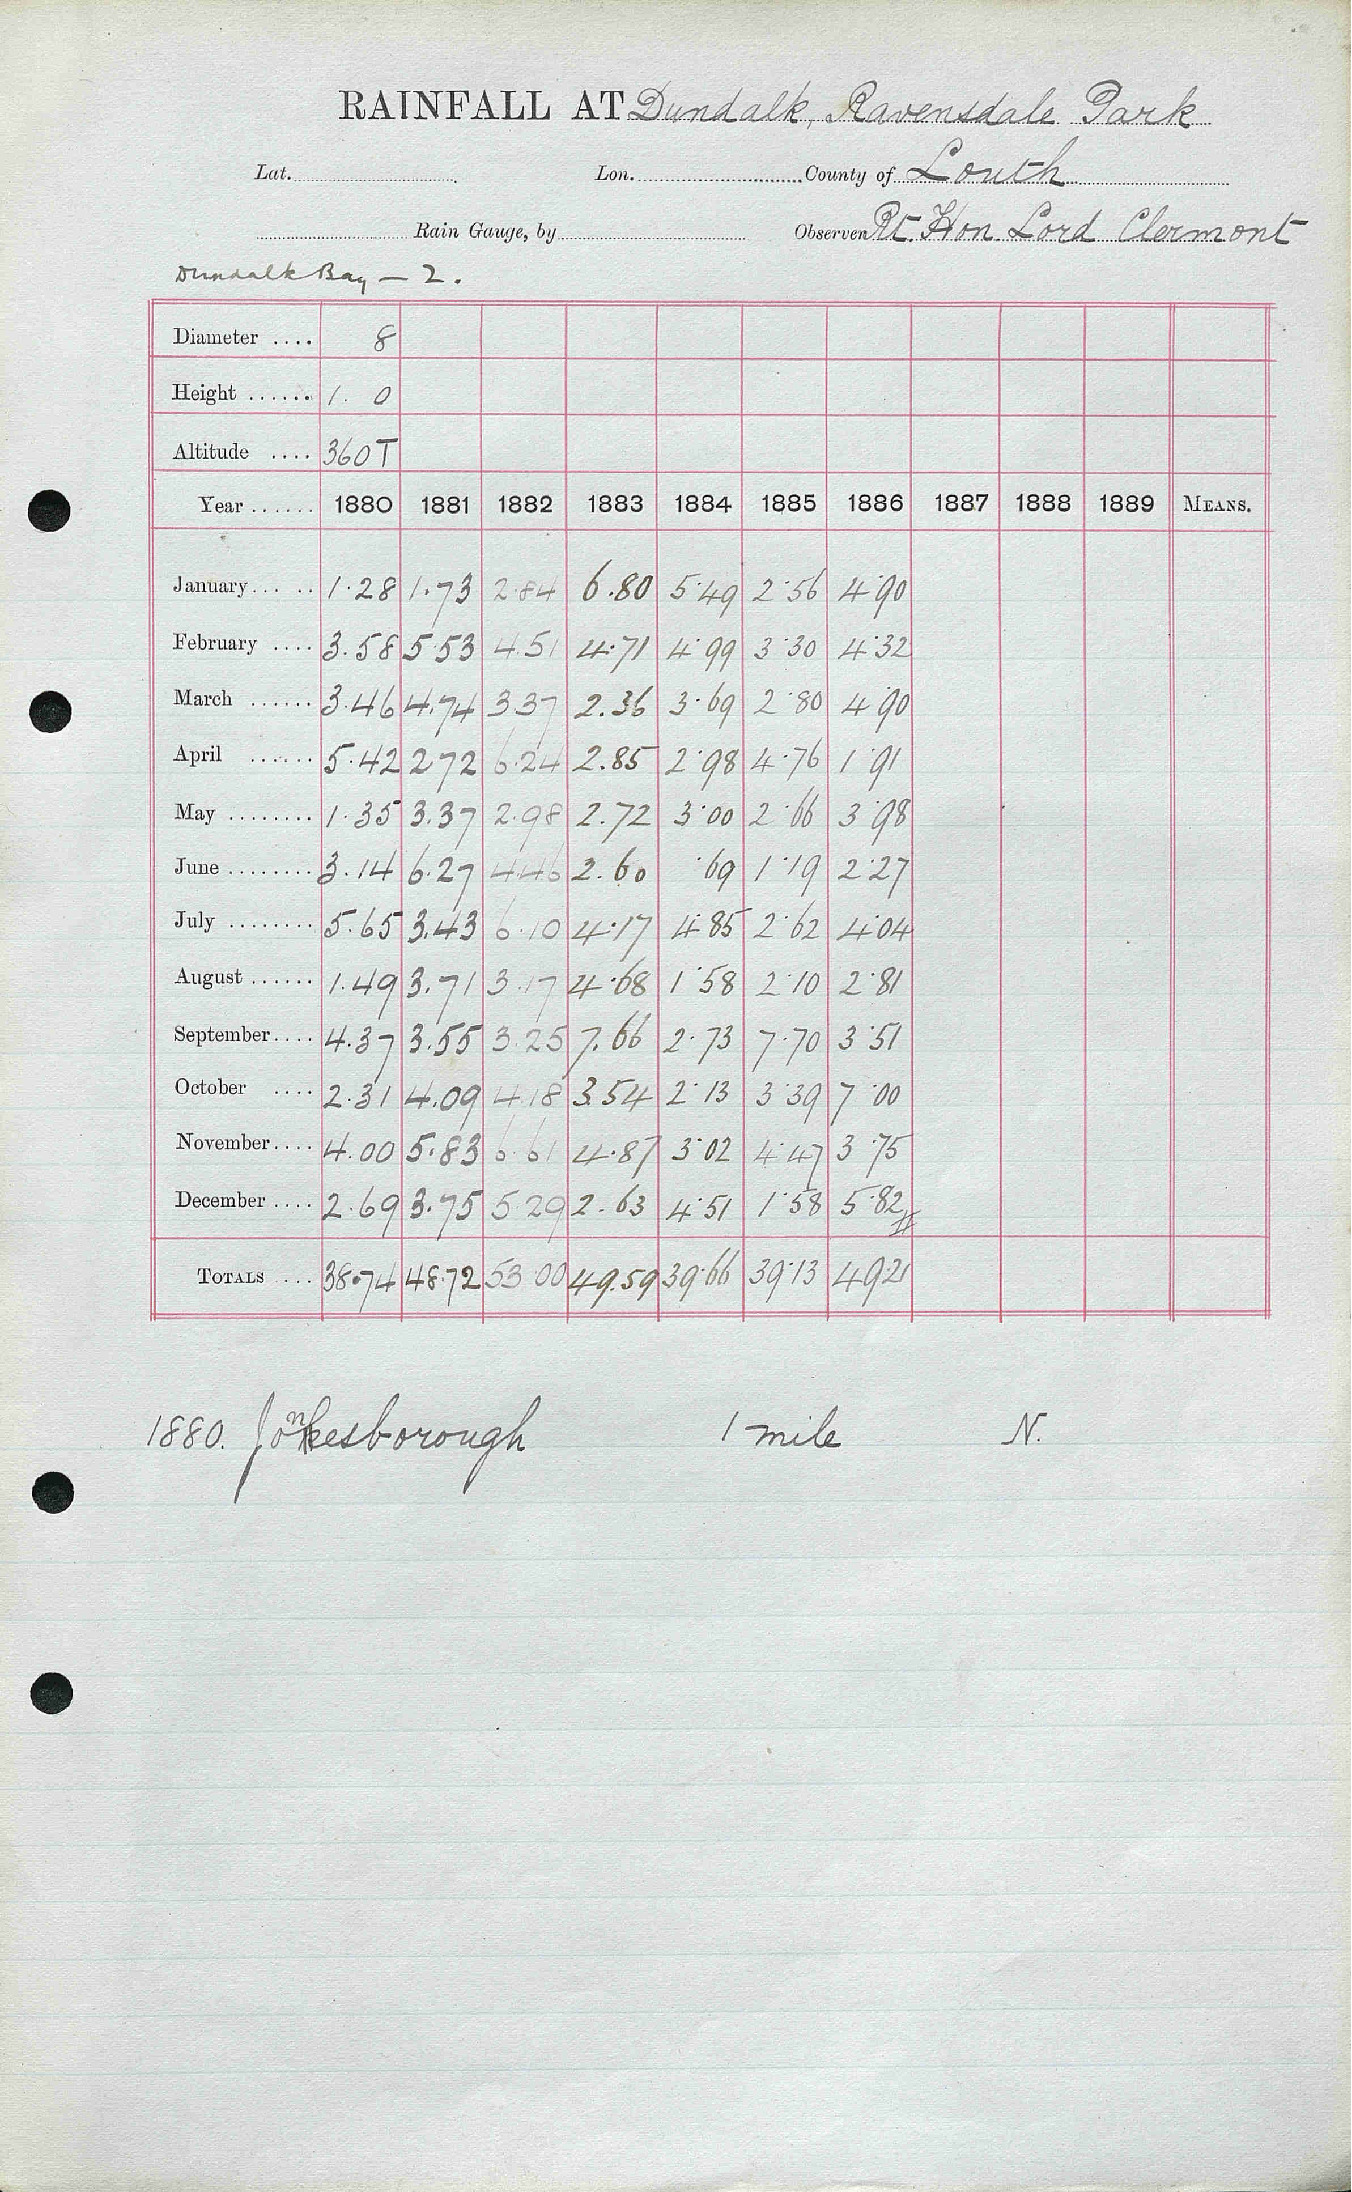 RAINFALL AT Dundalk, Ravensdale Park
Lat. Lon. County of Louth
Rain Gauge, by Observer Rt. Hon Lord Clermont
Dundalk Bay — 2.
Diameter .... 8
Height ...... 1. 0
Altitude .... 360T
Year ...... 1880 1881 1882 1883 1884 1885 1886 1887 1888 1889 MEANS.
January... .. 1.28 1.73 2.84 6.80 5.49 2.56 4.90
February .... 3.58 5.53 4.51 4.71 4.99 3.30 4.32
March ...... 3.46 4.74 3.37 2.36 3.69 2.80 4.90
April ...... 5.42 2.72 6.24 2.85 2.98 4.76 1.91
May ........ 1.35 3.37 2.98 2.72 3.00 2.66 3.98
June ........ 3.14 6.27 4.46 2.60 .69 1.19 2.27
July ........ 5.65 3.43 6.10 4.17 4.85 2.62 4.04
August ...... 1.49 3.71 3.17 4.68 1.58 2.10 2.81
September.... 4.37 3.55 3.25 7.66 2.73 7.70 3.51
October .... 2.31 4.09 4.18 3.54 2.13 3.39 7.00
November.... 4.00 5.83 6.61 4.87 3.02 4.47 3.75
December .... 2.69 3.75 5.29 2.63 4.51 1.58 5.82
TOTALS .... 38.74 48.72 53.00 49.59 39.66 39.13 49.21
1880. Jonesborough 1 mile N.